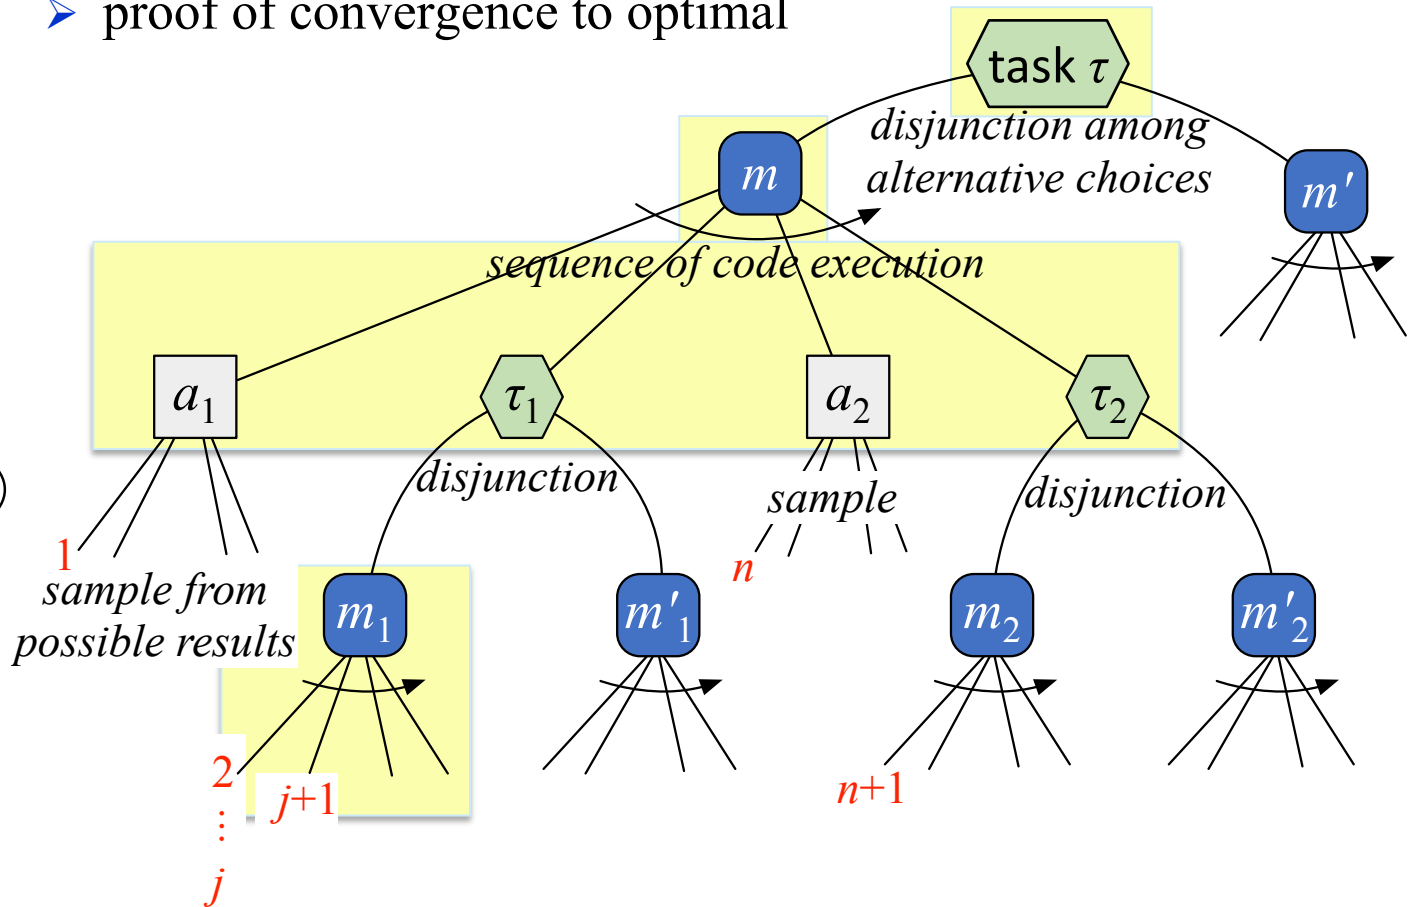 ➢ proof of convergence to optimal
task τ
disjunction among
alternative choices
m
m'
sequence of code execution
a1
τ1
a2
τ2
disjunction
sample
disjunction
1
n
sample from
possible results
m1
m'1
m2
m'2
2
j+1
n+1
⋮
j